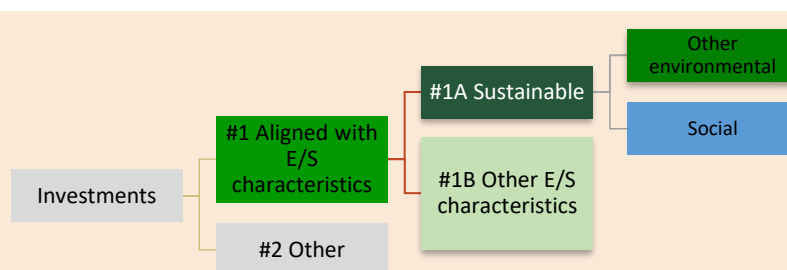 Investments
#1 Aligned with
E/S
characteristics
#2 Other
#1A Sustainable
#1B Other E/S
characteristics
Other
environmental
Social